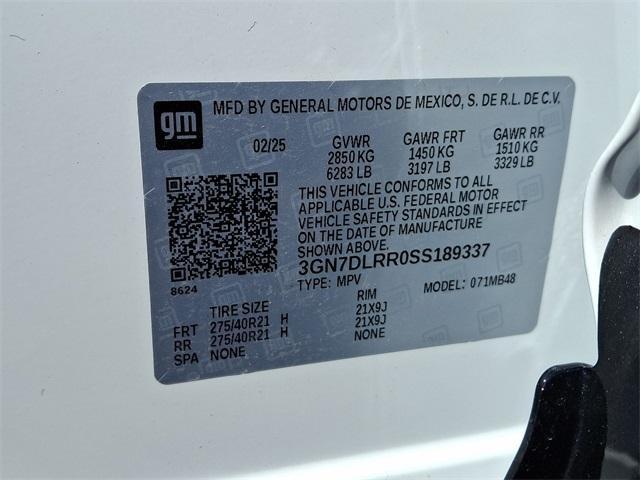 gm
MFD BY GENERAL MOTORS DE MEXICO, S. DE R.L. DE C.V.
02/25 GVWR GAWR FRT GAWR RR
2850 KG 1450 KG 1510 KG
6283 LB 3197 LB 3329 LB
THIS VEHICLE CONFORMS TO ALL
APPLICABLE U.S. FEDERAL MOTOR
VEHICLE SAFETY STANDARDS IN EFFECT
ON THE DATE OF MANUFACTURE
SHOWN ABOVE.
3GN7DLRR0SS189337
8624
TYPE: MPV MODEL: 071MB48
TIRE SIZE RIM
FRT 275/40R21 H 21X9J
RR 275/40R21 H 21X9J
SPA NONE NONE